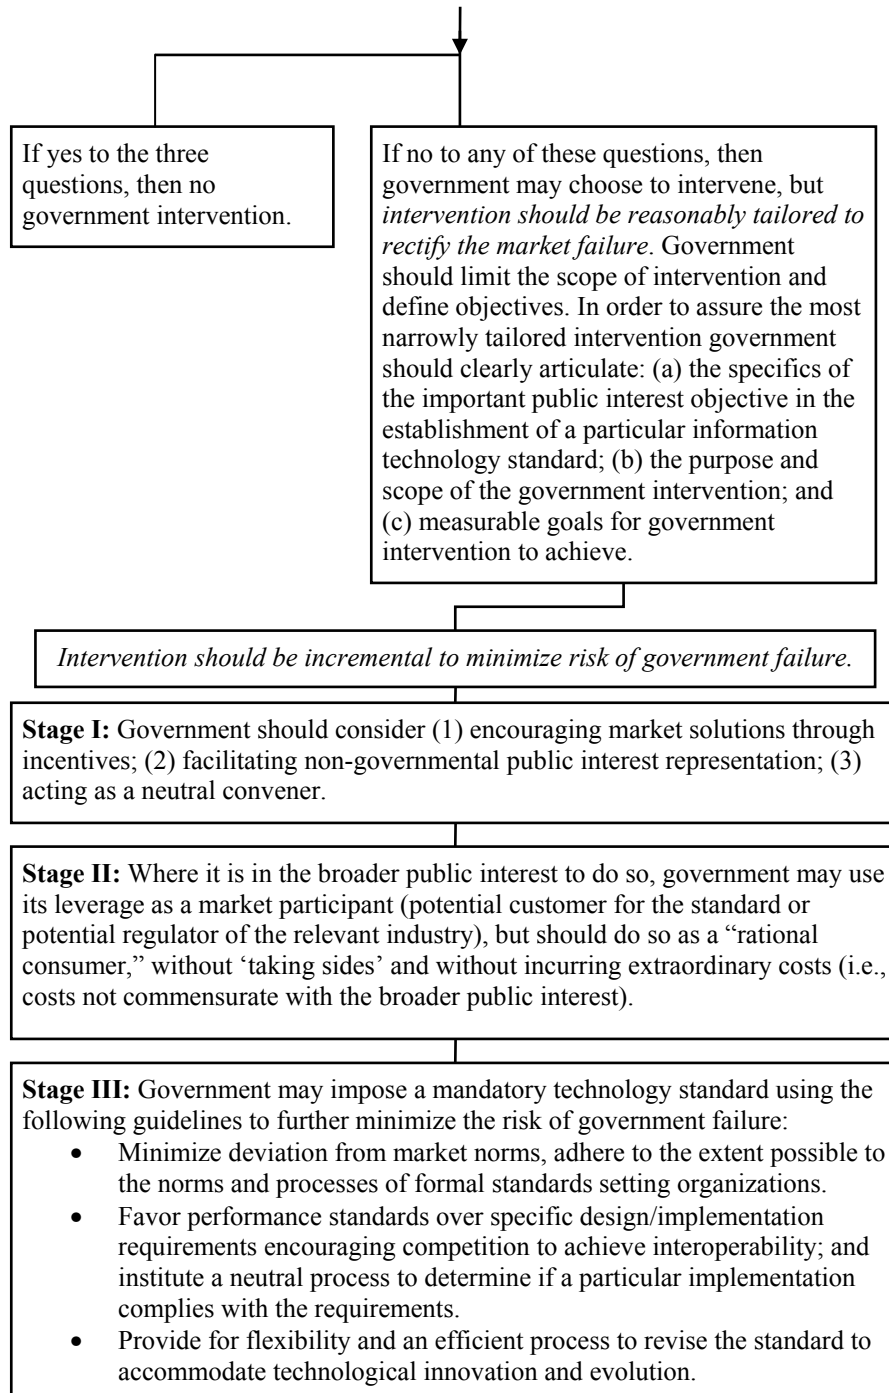 If yes to the three
questions, then no
government intervention.
If no to any of these questions, then
government may choose to intervene, but
intervention should be reasonably tailored to
rectify the market failure. Government
should limit the scope of intervention and
define objectives. In order to assure the most
narrowly tailored intervention government
should clearly articulate: (a) the specifics of
the important public interest objective in the
establishment of a particular information
technology standard; (b) the purpose and
scope of the government intervention; and
(c) measurable goals for government
intervention to achieve.
Intervention should be incremental to minimize risk of government failure.
Stage I: Government should consider (1) encouraging market solutions through
incentives; (2) facilitating non-governmental public interest representation; (3)
acting as a neutral convener.
Stage II: Where it is in the broader public interest to do so, government may use
its leverage as a market participant (potential customer for the standard or
potential regulator of the relevant industry), but should do so as a “rational
consumer,” without ‘taking sides’ and without incurring extraordinary costs (i.e.,
costs not commensurate with the broader public interest).
Stage III: Government may impose a mandatory technology standard using the
following guidelines to further minimize the risk of government failure:
• Minimize deviation from market norms, adhere to the extent possible to
the norms and processes of formal standards setting organizations.
• Favor performance standards over specific design/implementation
requirements encouraging competition to achieve interoperability; and
institute a neutral process to determine if a particular implementation
complies with the requirements.
• Provide for flexibility and an efficient process to revise the standard to
accommodate technological innovation and evolution.